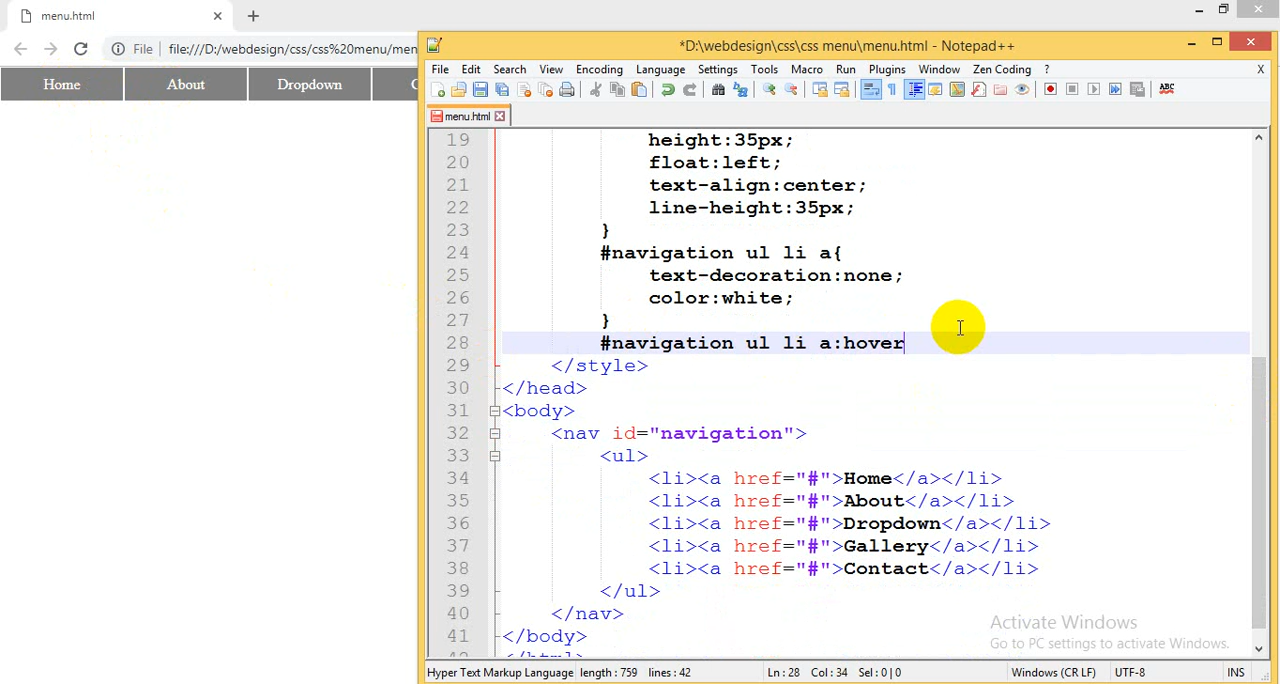 menu.html
File file:///D:/webdesign/css/css%20menu/men
Home About Dropdown
*D:\webdesign\css\css menu\menu.html - Notepad++
File Edit Search View Encoding Language Settings Tools Macro Run Plugins Window Zen Coding ? X
ABC
menu.html
19 height:35px;
20 float:left;
21 text-align:center;
22 line-height:35px;
23 }
24 #navigation ul li a{
25 text-decoration:none;
26 color:white;
27 }
28 #navigation ul li a:hover
29 </style>
30 </head>
31 <body>
32 <nav id="navigation">
33 <ul>
34 <li><a href="#">Home</a></li>
35 <li><a href="#">About</a></li>
36 <li><a href="#">Dropdown</a></li>
37 <li><a href="#">Gallery</a></li>
38 <li><a href="#">Contact</a></li>
39 </ul>
40 </nav>
41 </body>
42 </html>
Activate Windows
Go to PC settings to activate Windows.
Hyper Text Markup Language length : 759 lines : 42 Ln : 28 Col : 34 Sel : 0 | 0 Windows (CR LF) UTF-8 INS